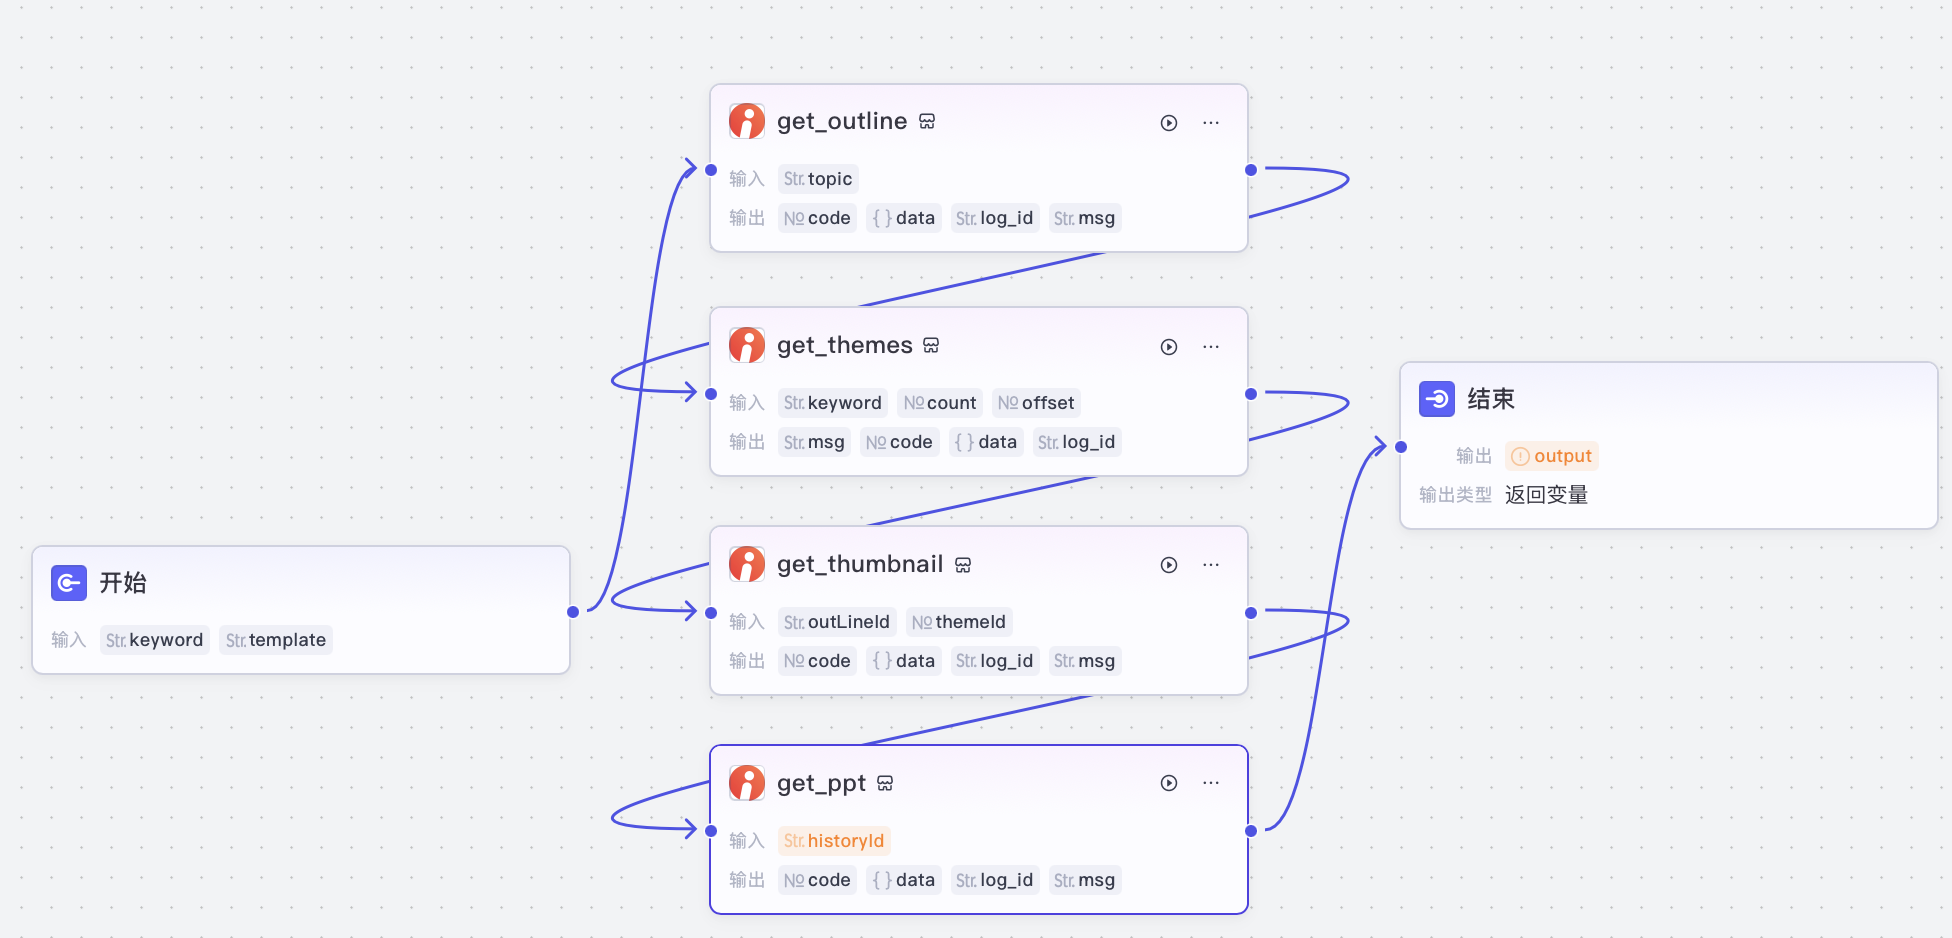 get_outline
输入 Str. topic
输出 № code { } data Str. log_id Str. msg
get_themes
输入 Str. keyword № count № offset
输出 Str. msg № code { } data Str. log_id
get_thumbnail
输入 Str. outLineId № themeId
输出 № code { } data Str. log_id Str. msg
get_ppt
输入 Str. historyId
输出 № code { } data Str. log_id Str. msg
开始
输入 Str. keyword Str. template
结束
输出 output
输出类型 返回变量